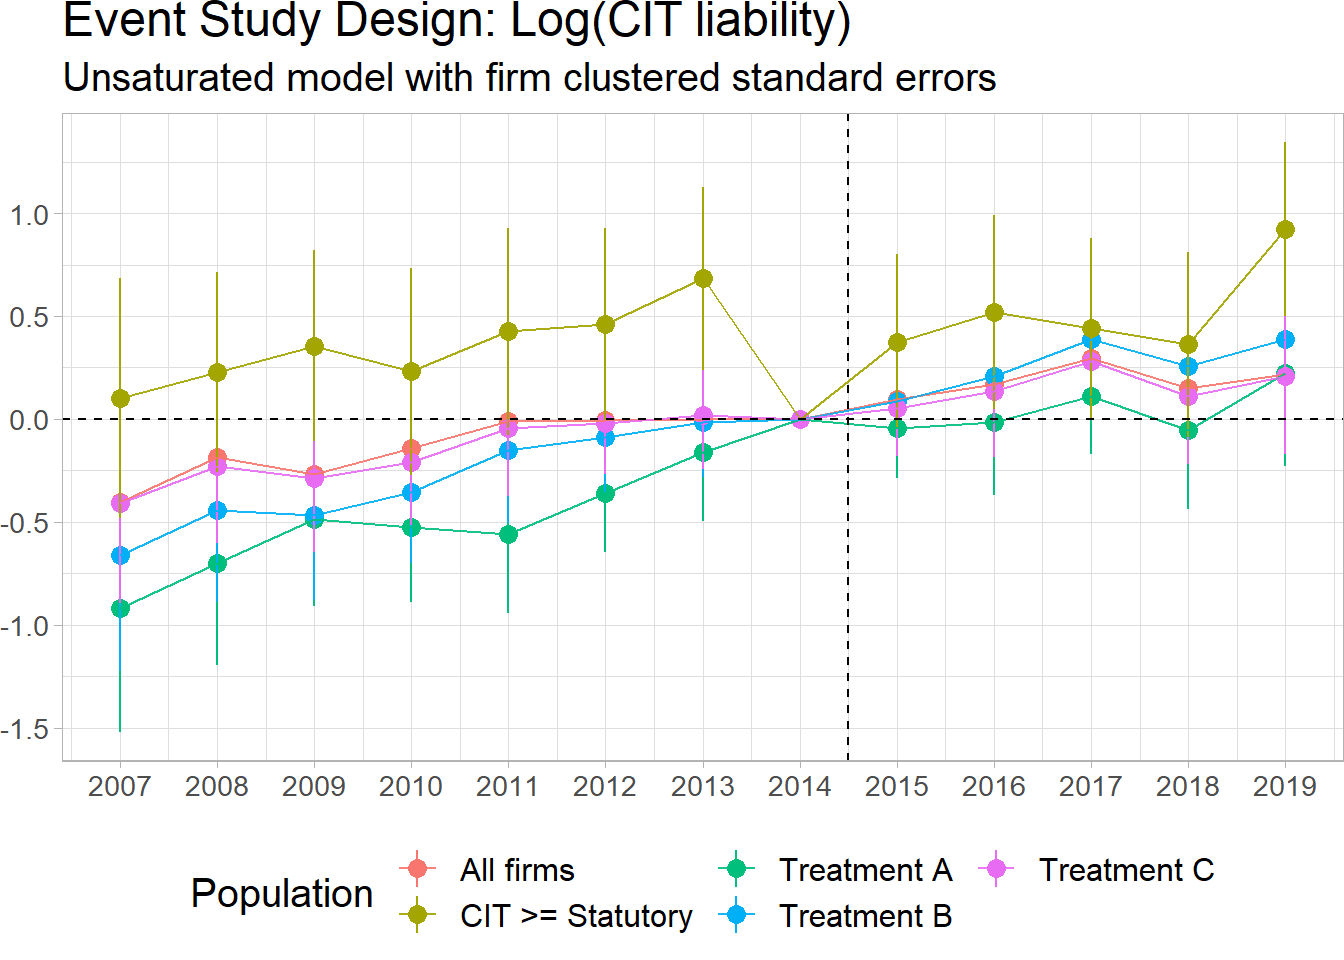 Event Study Design: Log(CIT liability)
Unsaturated model with firm clustered standard errors
1.0
0.5
0.0
-0.5
-1.0
-1.5
2007 2008 2009 2010 2011 2012 2013 2014 2015 2016 2017 2018 2019
Population
All firms
CIT >= Statutory
Treatment A
Treatment B
Treatment C